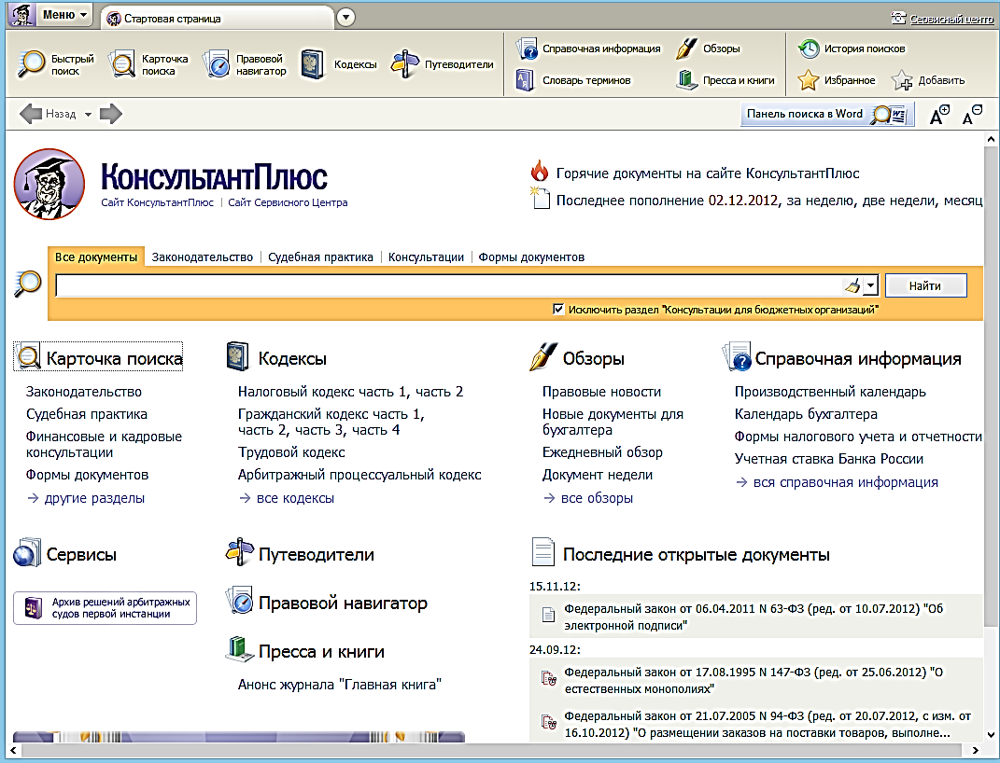 Меню
Стартовая страница
Сервисный центр
Быстрый
поиск
Карточка
поиска
Правовой
навигатор
Кодексы
Путеводители
Справочная информация
Словарь терминов
Обзоры
Пресса и книги
История поисков
Избранное
Добавить
Назад
Панель поиска в Word
КонсультантПлюс
Сайт КонсультантПлюс | Сайт Сервисного Центра
Горячие документы на сайте КонсультантПлюс
Последнее пополнение 02.12.2012, за неделю, две недели, месяц
Все документы Законодательство | Судебная практика | Консультации | Формы документов
Найти
Исключить раздел "Консультации для бюджетных организаций"
Карточка поиска
Законодательство
Судебная практика
Финансовые и кадровые
консультации
Формы документов
→ другие разделы
Кодексы
Налоговый кодекс часть 1, часть 2
Гражданский кодекс часть 1,
часть 2, часть 3, часть 4
Трудовой кодекс
Арбитражный процессуальный кодекс
→ все кодексы
Обзоры
Правовые новости
Новые документы для
бухгалтера
Ежедневный обзор
Документ недели
→ все обзоры
Справочная информация
Производственный календарь
Календарь бухгалтера
Формы налогового учета и отчетности
Учетная ставка Банка России
→ вся справочная информация
Сервисы
Архив решений арбитражных
судов первой инстанции
Путеводители
Правовой навигатор
Пресса и книги
Анонс журнала "Главная книга"
Последние открытые документы
15.11.12:
Федеральный закон от 06.04.2011 N 63-ФЗ (ред. от 10.07.2012) "Об
электронной подписи"
24.09.12:
Федеральный закон от 17.08.1995 N 147-ФЗ (ред. от 25.06.2012) "О
естественных монополиях"
Федеральный закон от 21.07.2005 N 94-ФЗ (ред. от 20.07.2012, с изм. от
16.10.2012) "О размещении заказов на поставки товаров, выполне...